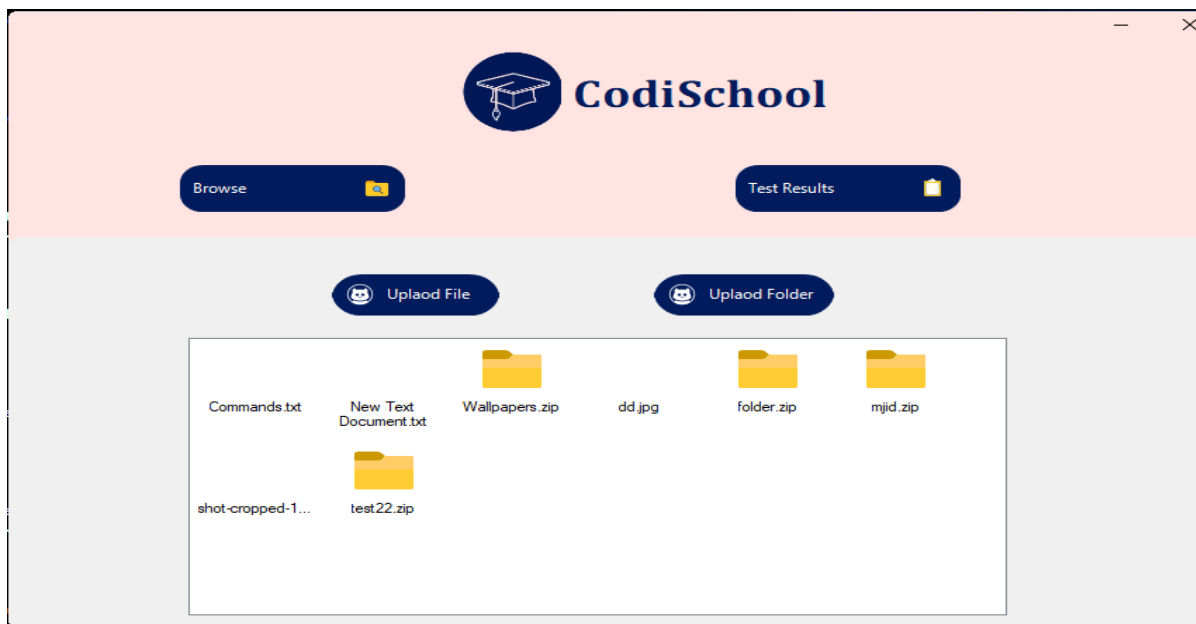 CodiSchool
Browse
Test Results
Uplaod File
Uplaod Folder
Commands.txt
New Text
Document.txt
Wallpapers.zip
dd.jpg
folder.zip
mjid.zip
shot-cropped-1...
test22.zip